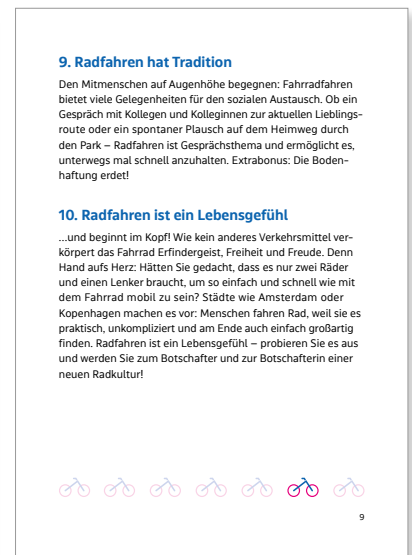 9. Radfahren hat Tradition
Den Mitmenschen auf Augenhöhe begegnen: Fahrradfahren
bietet viele Gelegenheiten für den sozialen Austausch. Ob ein
Gespräch mit Kollegen und Kolleginnen zur aktuellen Lieblings-
route oder ein spontaner Plausch auf dem Heimweg durch
den Park – Radfahren ist Gesprächsthema und ermöglicht es,
unterwegs mal schnell anzuhalten. Extrabonus: Die Boden-
haftung erdet!
10. Radfahren ist ein Lebensgefühl
...und beginnt im Kopf! Wie kein anderes Verkehrsmittel ver-
körpert das Fahrrad Erfindergeist, Freiheit und Freude. Denn
Hand aufs Herz: Hätten Sie gedacht, dass es nur zwei Räder
und einen Lenker braucht, um so einfach und schnell wie mit
dem Fahrrad mobil zu sein? Städte wie Amsterdam oder
Kopenhagen machen es vor: Menschen fahren Rad, weil sie es
praktisch, unkompliziert und am Ende auch einfach großartig
finden. Radfahren ist ein Lebensgefühl – probieren Sie es aus
und werden Sie zum Botschafter und zur Botschafterin einer
neuen Radkultur!
9